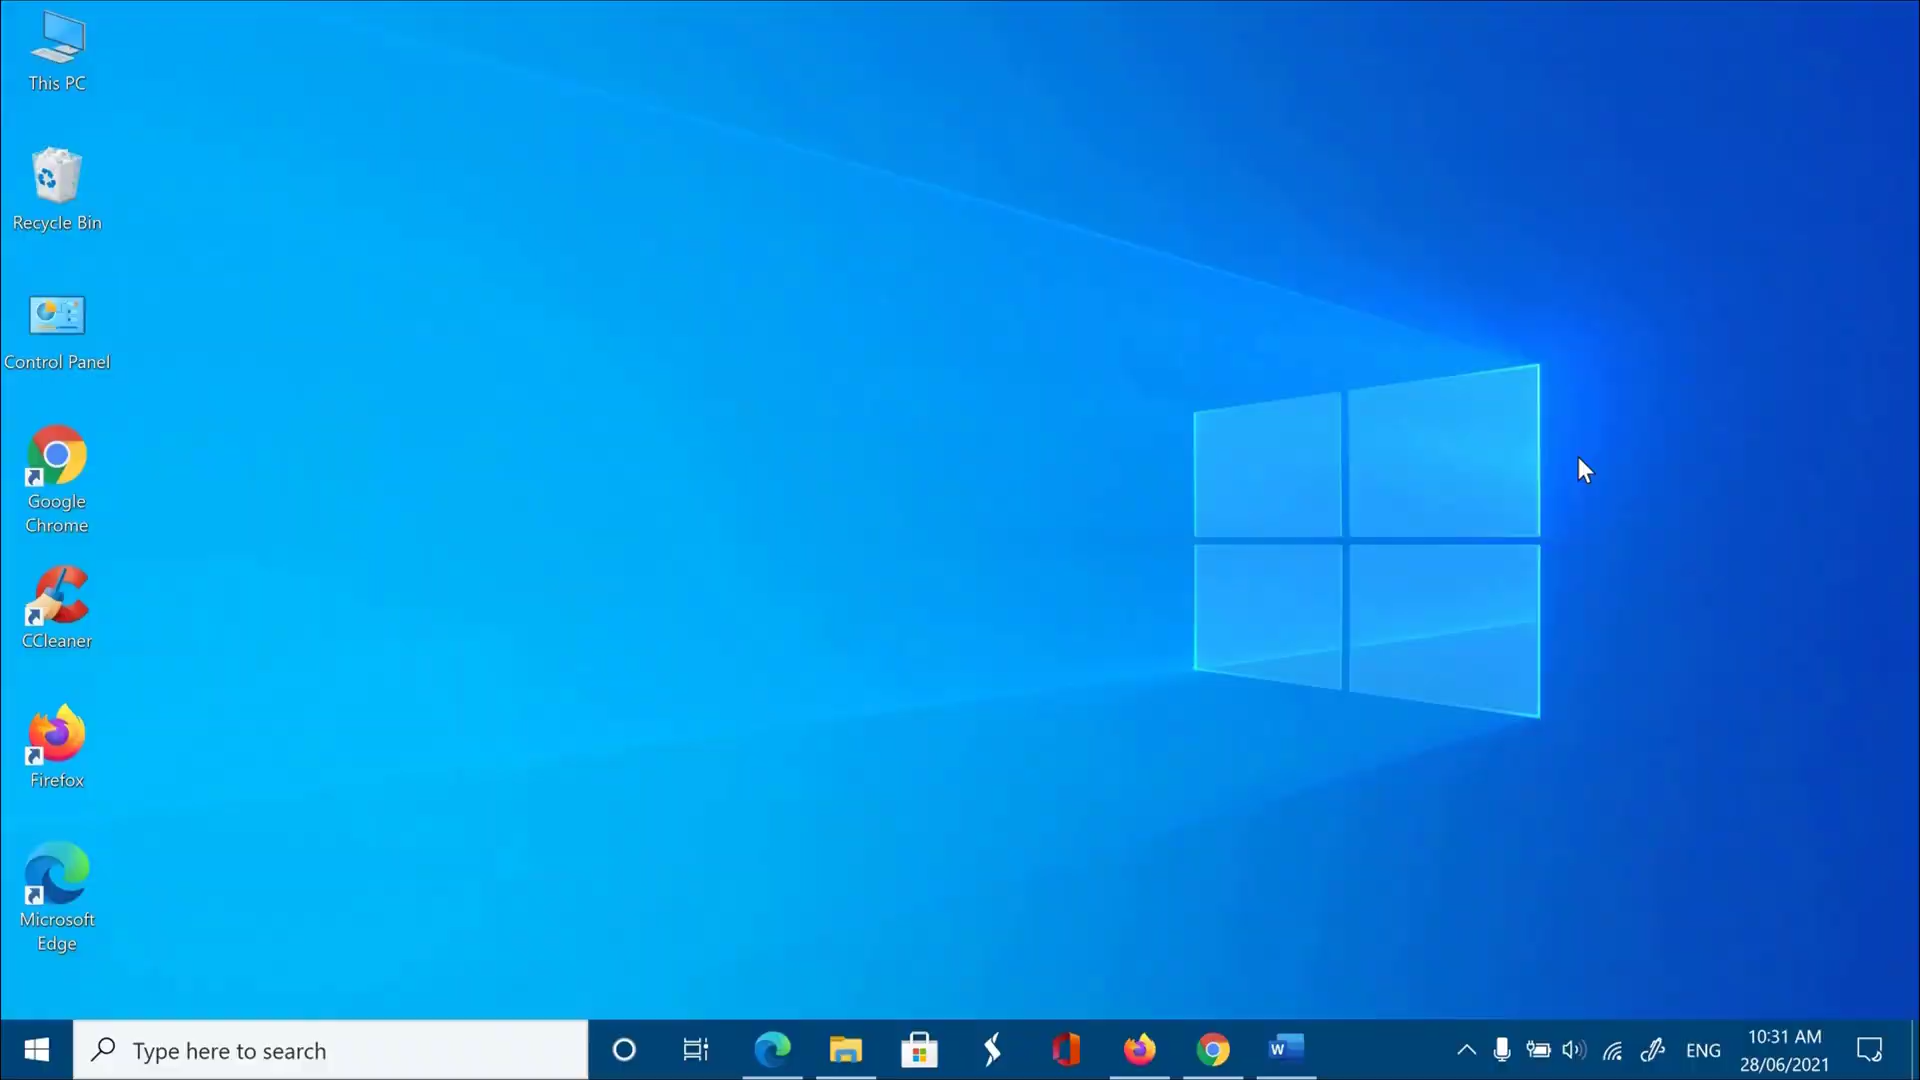 This PC
Recycle Bin
Control Panel
Google
Chrome
CCleaner
Firefox
Microsoft
Edge
Type here to search
W
ENG
10:31 AM
28/06/2021